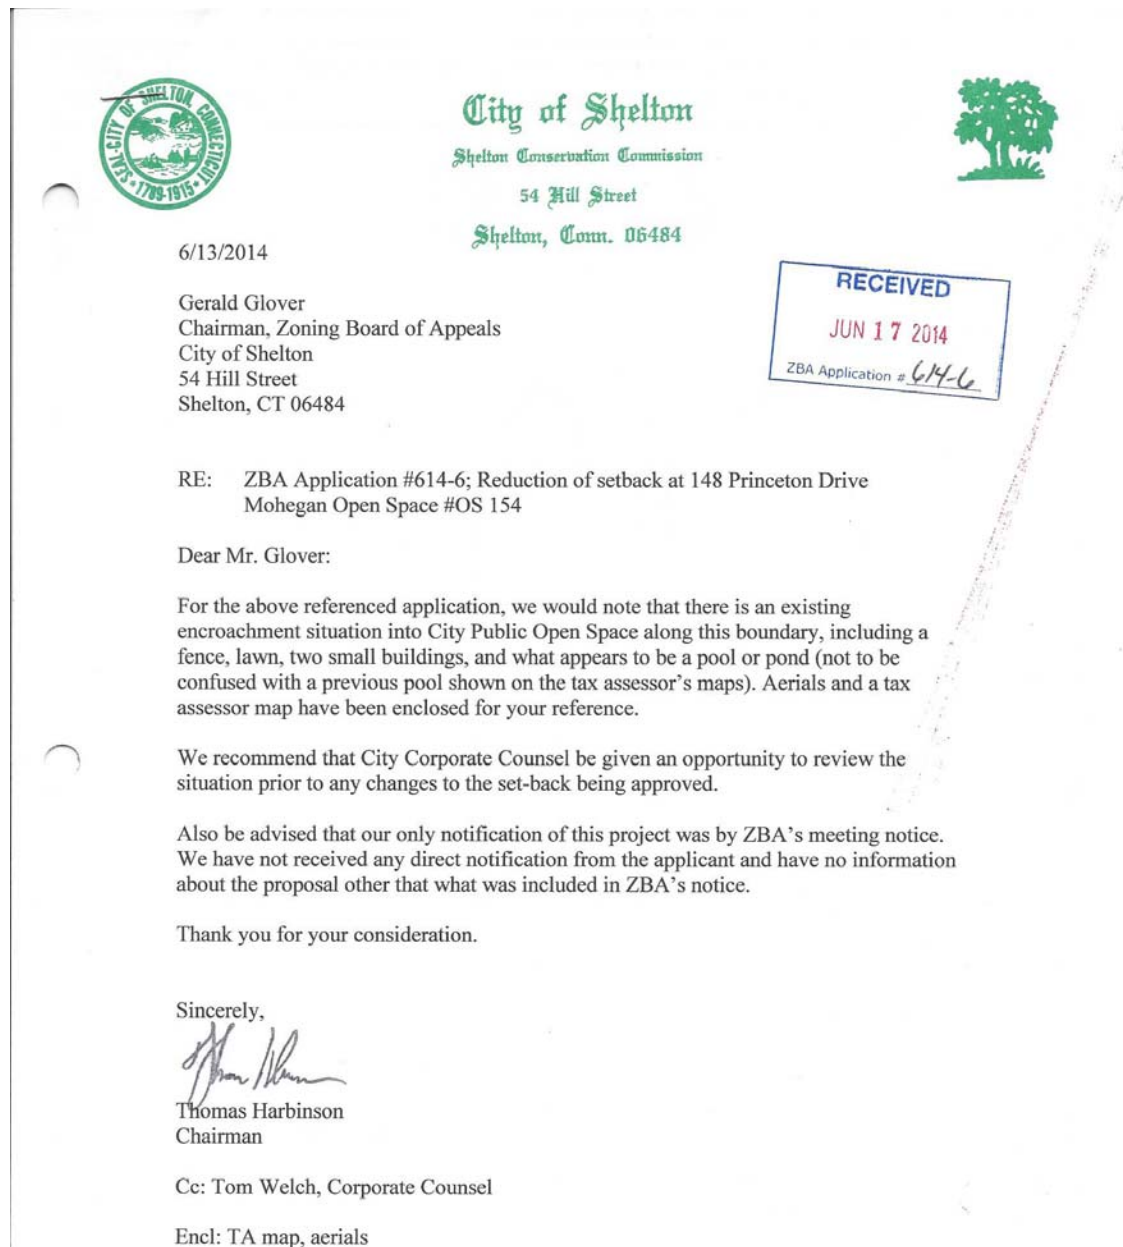 SEAL·CITY OF SHELTON, CONNECTICUT
·1789-1915·
City of Shelton
Shelton Conservation Commission
54 Hill Street
Shelton, Conn. 06484
6/13/2014
RECEIVED
JUN 17 2014
ZBA Application # 614-6
Gerald Glover
Chairman, Zoning Board of Appeals
City of Shelton
54 Hill Street
Shelton, CT 06484
RE: ZBA Application #614-6; Reduction of setback at 148 Princeton Drive
Mohegan Open Space #OS 154
Dear Mr. Glover:
For the above referenced application, we would note that there is an existing
encroachment situation into City Public Open Space along this boundary, including a
fence, lawn, two small buildings, and what appears to be a pool or pond (not to be
confused with a previous pool shown on the tax assessor's maps). Aerials and a tax
assessor map have been enclosed for your reference.
We recommend that City Corporate Counsel be given an opportunity to review the
situation prior to any changes to the set-back being approved.
Also be advised that our only notification of this project was by ZBA's meeting notice.
We have not received any direct notification from the applicant and have no information
about the proposal other that what was included in ZBA's notice.
Thank you for your consideration.
Sincerely,
Thomas Harbinson
Chairman
Cc: Tom Welch, Corporate Counsel
Encl: TA map, aerials